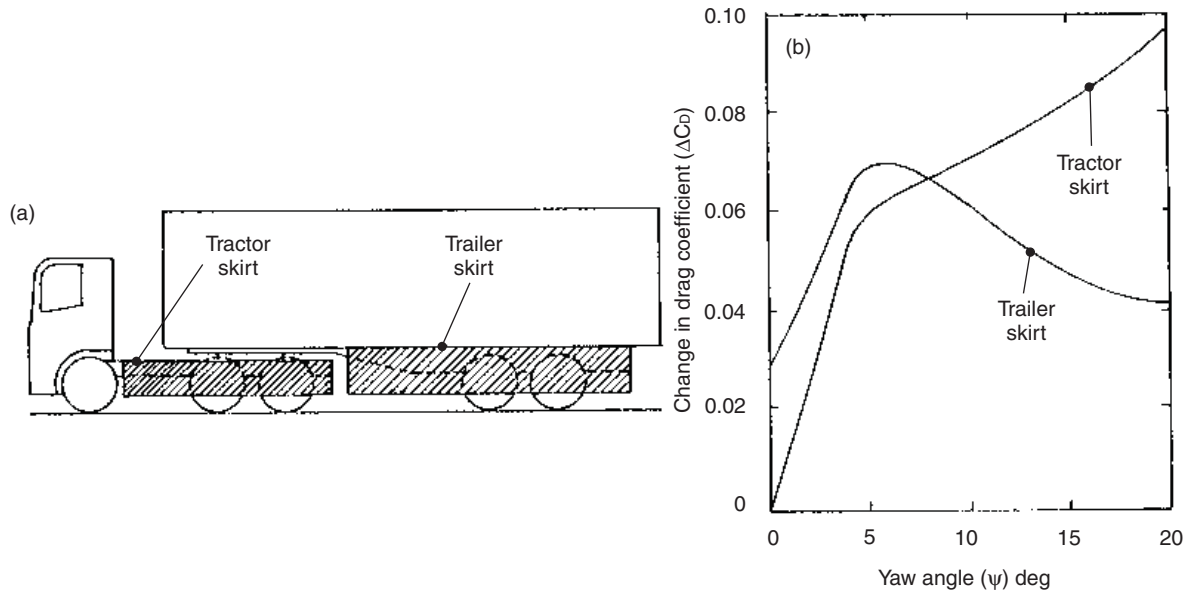 (a)
Tractor
skirt
Trailer
skirt
(b)
Change in drag coefficient (ΔCD)
0.10
0.08
0.06
0.04
0.02
0
Tractor
skirt
Trailer
skirt
0 5 10 15 20
Yaw angle (ψ) deg